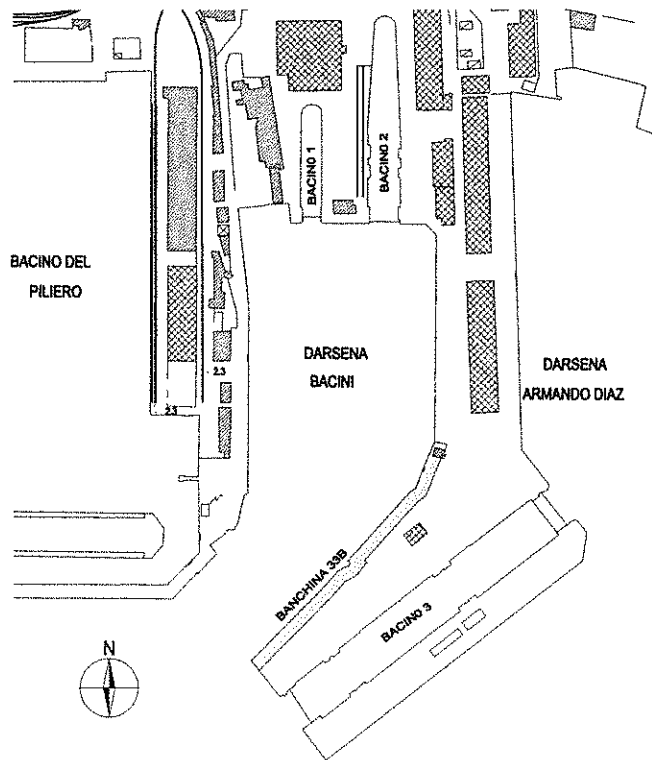 BACINO 1
BACINO 2
BACINO DEL
PILIERO
DARSENA
BACINI
DARSENA
ARMANDO DIAZ
2.3
2.3
BANCHINA 33B
BACINO 3
N